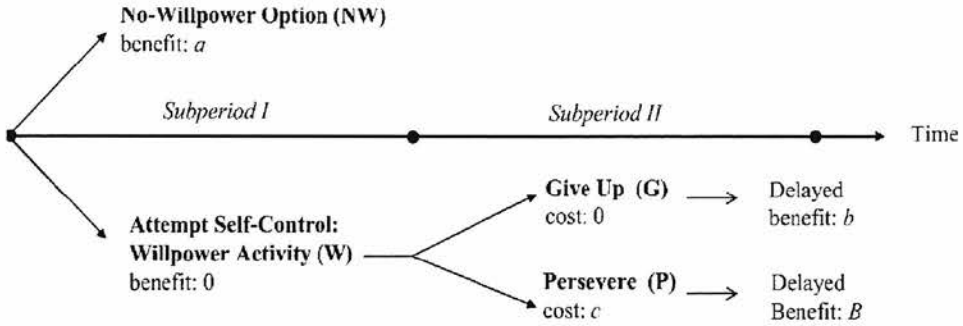 No-Willpower Option (NW)
benefit: a
Subperiod I
Subperiod II
Time
Attempt Self-Control:
Willpower Activity (W)
benefit: 0
Give Up (G)
cost: 0
Delayed
benefit: b
Persevere (P)
cost: c
Delayed
Benefit: B